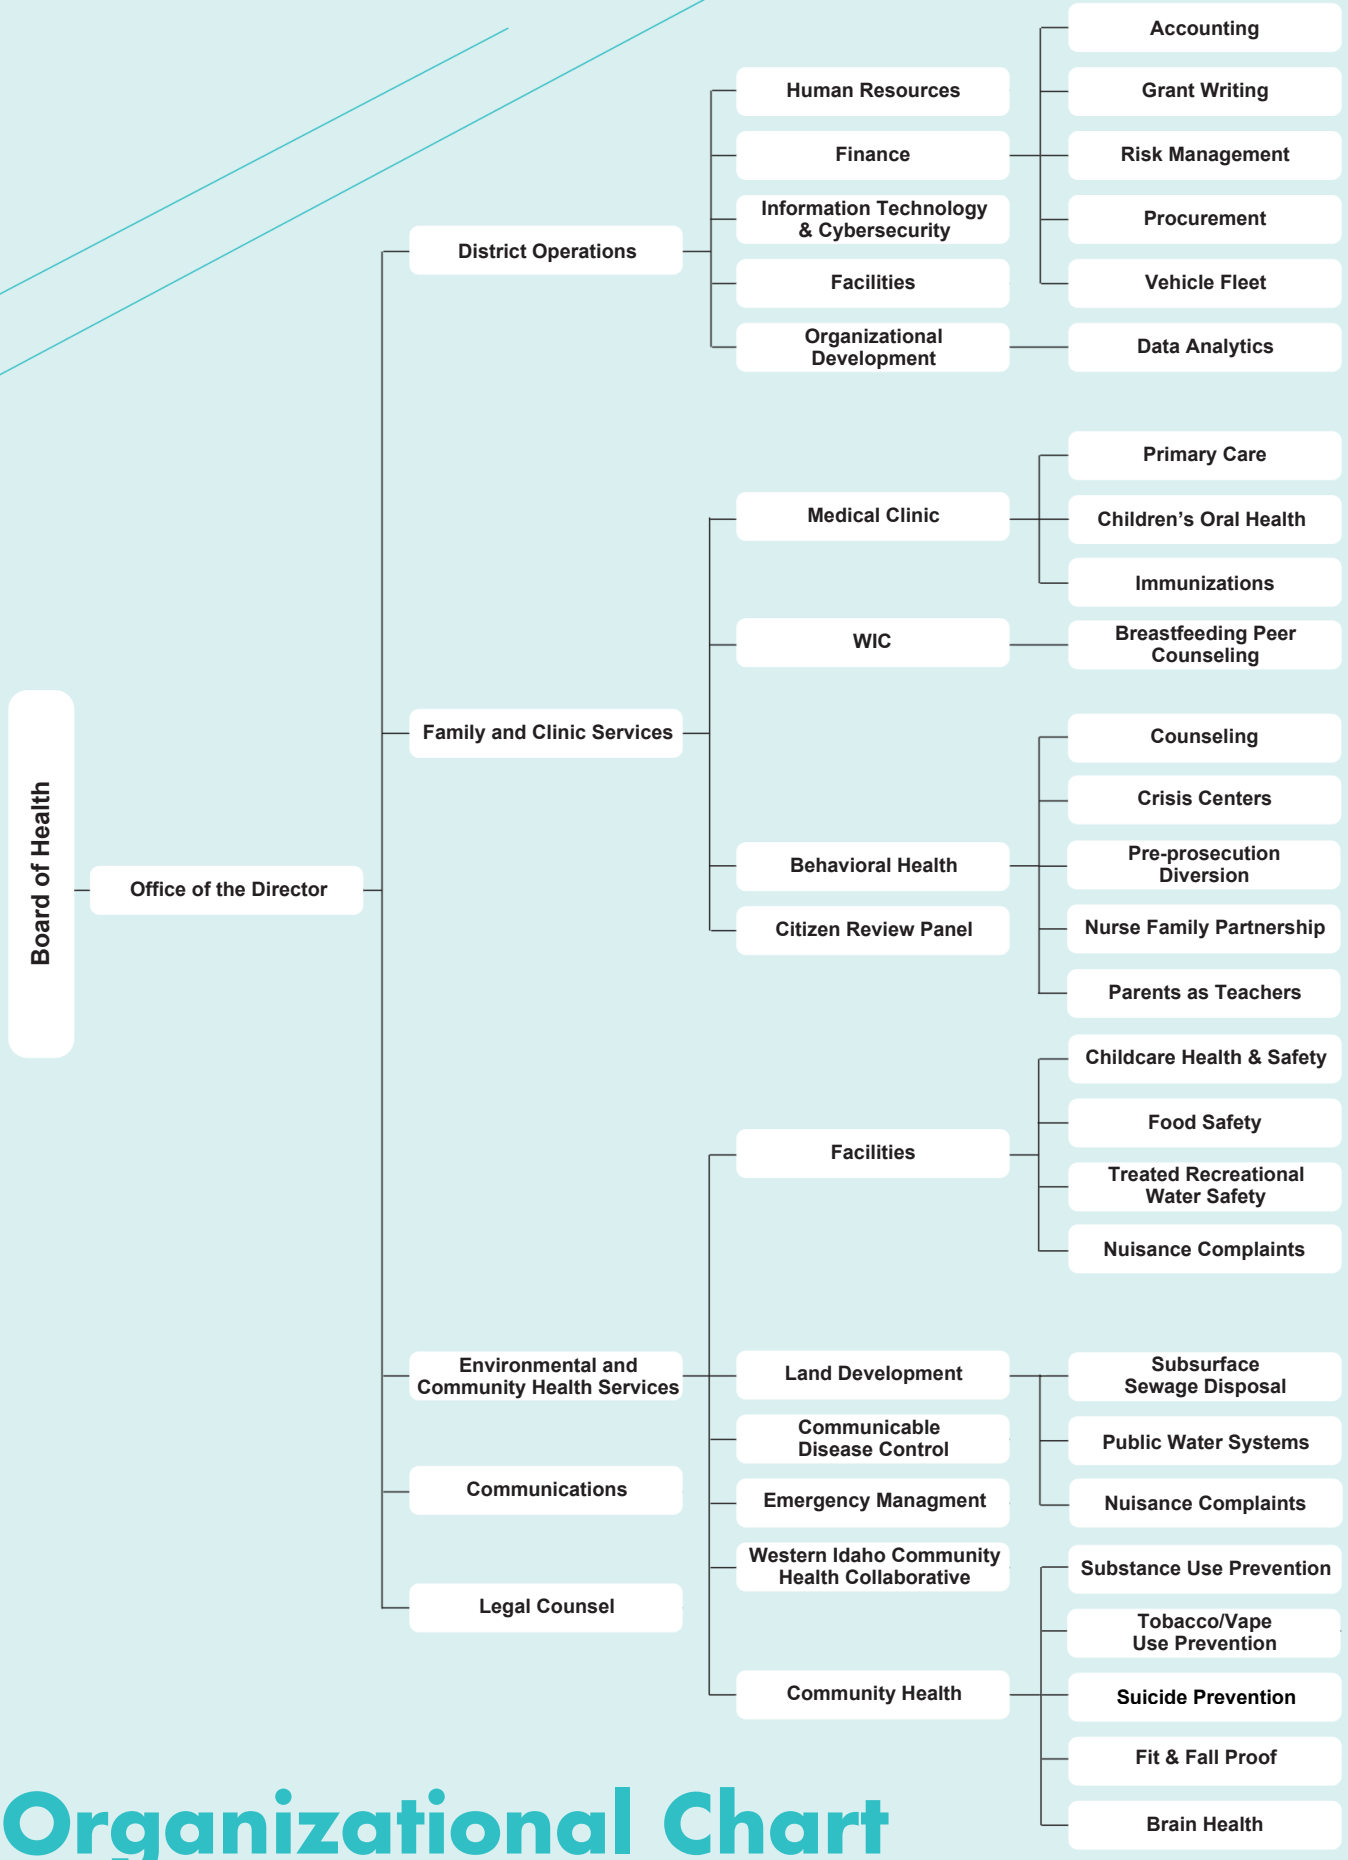 Board of Health
Office of the Director
District Operations
Human Resources
Finance
Accounting
Grant Writing
Risk Management
Procurement
Vehicle Fleet
Information Technology
& Cybersecurity
Facilities
Organizational
Development
Data Analytics
Family and Clinic Services
Medical Clinic
Primary Care
Children’s Oral Health
Immunizations
WIC
Breastfeeding Peer
Counseling
Behavioral Health
Counseling
Crisis Centers
Pre-prosecution
Diversion
Nurse Family Partnership
Parents as Teachers
Citizen Review Panel
Environmental and
Community Health Services
Facilities
Childcare Health & Safety
Food Safety
Treated Recreational
Water Safety
Nuisance Complaints
Land Development
Subsurface
Sewage Disposal
Public Water Systems
Nuisance Complaints
Communicable
Disease Control
Emergency Managment
Western Idaho Community
Health Collaborative
Community Health
Substance Use Prevention
Tobacco/Vape
Use Prevention
Suicide Prevention
Fit & Fall Proof
Brain Health
Communications
Legal Counsel
Organizational Chart